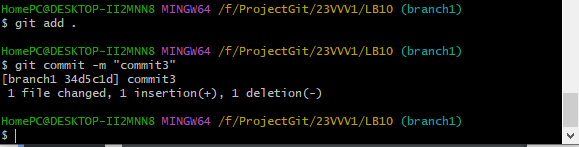 HomePC@DESKTOP-II2MNN8 MINGW64 /f/ProjectGit/23VVV1/LB10 (branch1)
$ git add .
HomePC@DESKTOP-II2MNN8 MINGW64 /f/ProjectGit/23VVV1/LB10 (branch1)
$ git commit -m "commit3"
[branch1 34d5c1d] commit3
 1 file changed, 1 insertion(+), 1 deletion(-)
HomePC@DESKTOP-II2MNN8 MINGW64 /f/ProjectGit/23VVV1/LB10 (branch1)
$